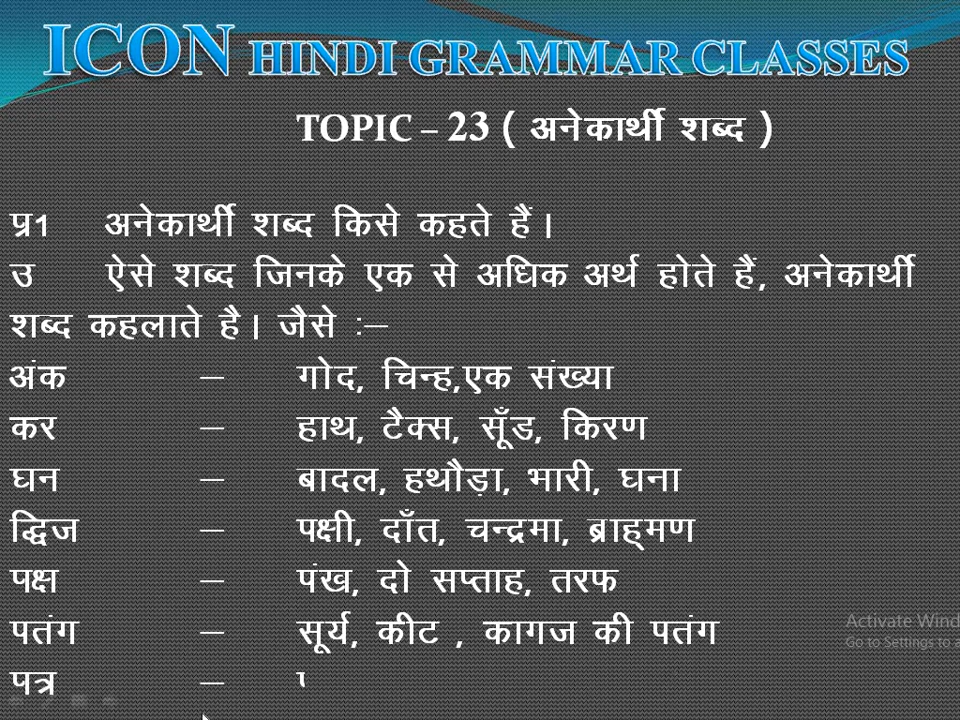 ICON HINDI GRAMMAR CLASSES
TOPIC – 23 ( अनेकार्थी शब्द )
प्र1 अनेकार्थी शब्द किसे कहते हैं।
उ ऐसे शब्द जिनके एक से अधिक अर्थ होते हैं, अनेकार्थी
शब्द कहलाते है। जैसे :–
अंक – गोद, चिन्ह,एक संख्या
कर – हाथ, टैक्स, सूँड, किरण
घन – बादल, हथौड़ा, भारी, घना
द्विज – पक्षी, दाँत, चन्द्रमा, ब्राह्मण
पक्ष – पंख, दो सप्ताह, तरफ
पतंग – सूर्य, कीट , कागज की पतंग
पत्र –
Activate Wind
Go to Settings to a